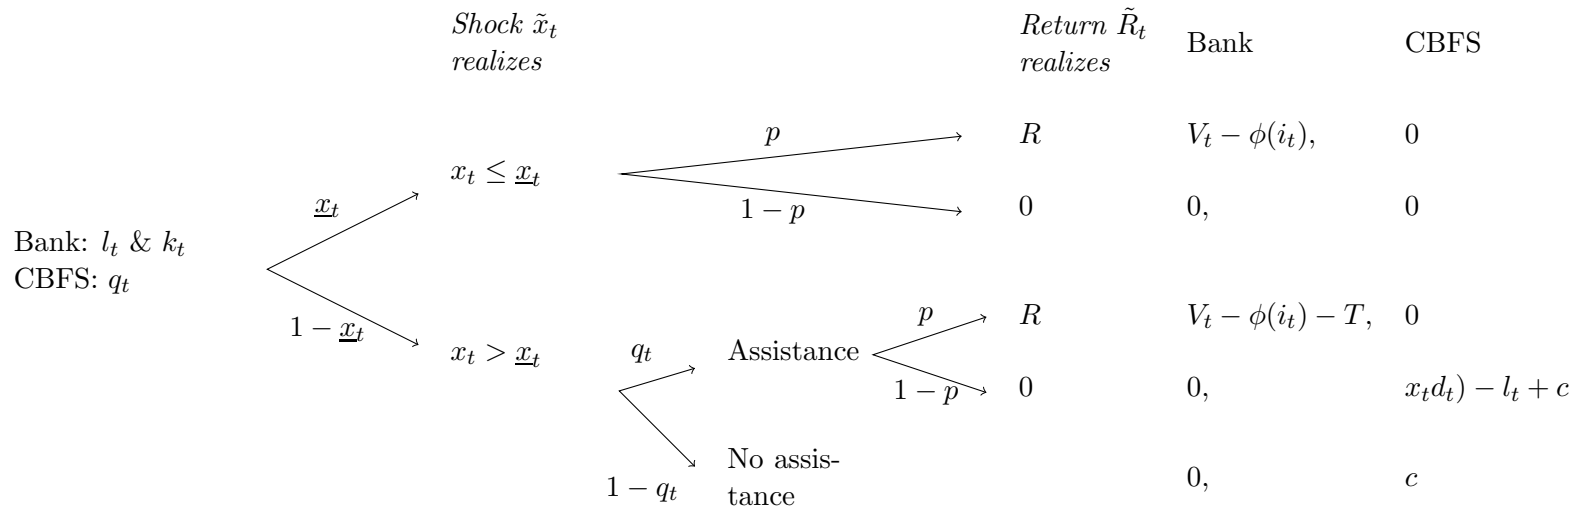 Shock x̃_t realizes
Return R̃_t realizes
Bank
CBFS
Bank: l_t & k_t
CBFS: q_t
x̲_t
1 − x̲_t
x_t ≤ x̲_t
p
1 − p
R
V_t − ϕ(i_t),
0
0
0,
0
x_t > x̲_t
q_t
1 − q_t
Assistance
p
1 − p
R
V_t − ϕ(i_t) − T,
0
0
0,
x_td_t) − l_t + c
No assis-
tance
0,
c